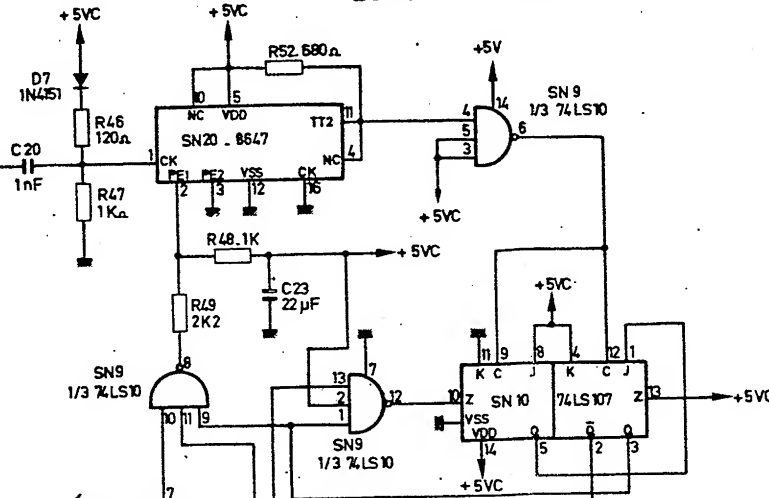 +5VC
+5VC
R52.680Ω
+5V
D7
1N4151
10
5
NC
VDD
14
SN 9
1/3 74LS10
R46
120Ω
11
TT2
4
5
3
6
SN20 - 8647
C20
1nF
1
CK
NC
4
PE1
PE2
VSS
CK
2
3
12
16
R47
1KΩ
+5VC
R48-1K
+5VC
C23
22µF
+5VC
R49
2K2
7
11
9
8
4
12
1
K
C
J
K
C
J
SN9
1/3 74LS10
8
13
2
1
12
10
Z
SN 10
74LS107
Z
13
+5VC
10
11
9
VSS
VDD
Q
Q
Q
SN9
1/3 74LS10
14
5
2
3
+5VC
7